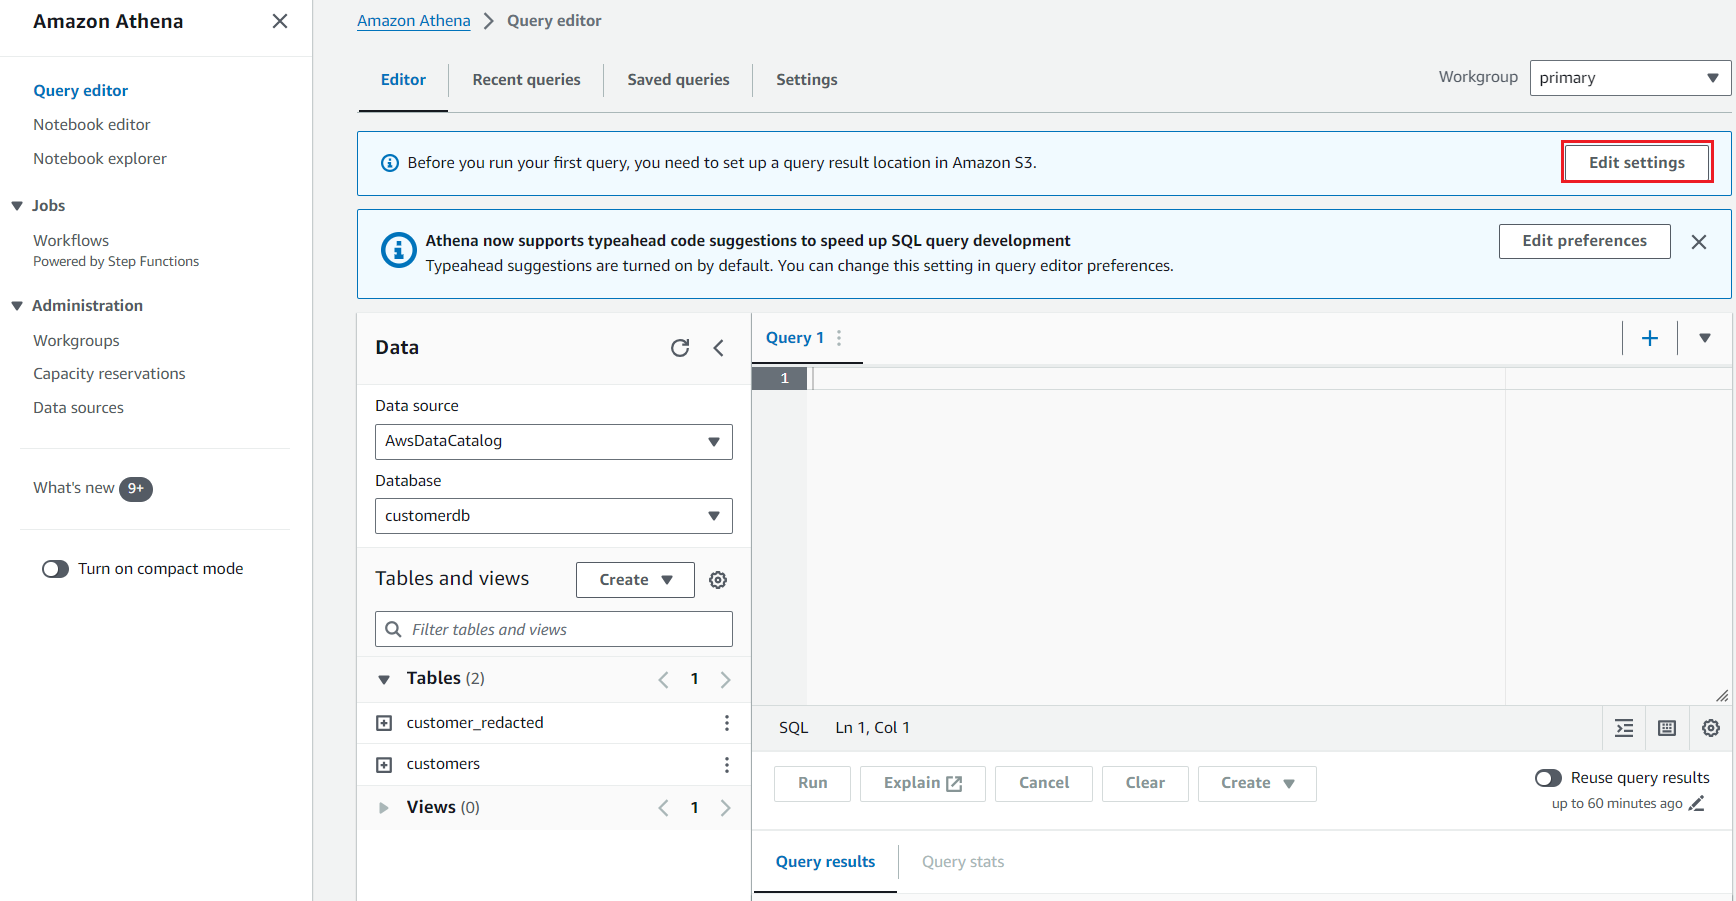 Amazon Athena
Query editor
Notebook editor
Notebook explorer
Jobs
Workflows
Powered by Step Functions
Administration
Workgroups
Capacity reservations
Data sources
What's new 9+
Turn on compact mode
Amazon Athena Query editor
Editor Recent queries Saved queries Settings
Workgroup primary
Before you run your first query, you need to set up a query result location in Amazon S3.
Edit settings
Athena now supports typeahead code suggestions to speed up SQL query development
Typeahead suggestions are turned on by default. You can change this setting in query editor preferences.
Edit preferences
Data
Data source
AwsDataCatalog
Database
customerdb
Tables and views Create
Filter tables and views
Tables (2) 1
customer_redacted
customers
Views (0) 1
Query 1
1
SQL Ln 1, Col 1
Run Explain Cancel Clear Create
Reuse query results
up to 60 minutes ago
Query results Query stats